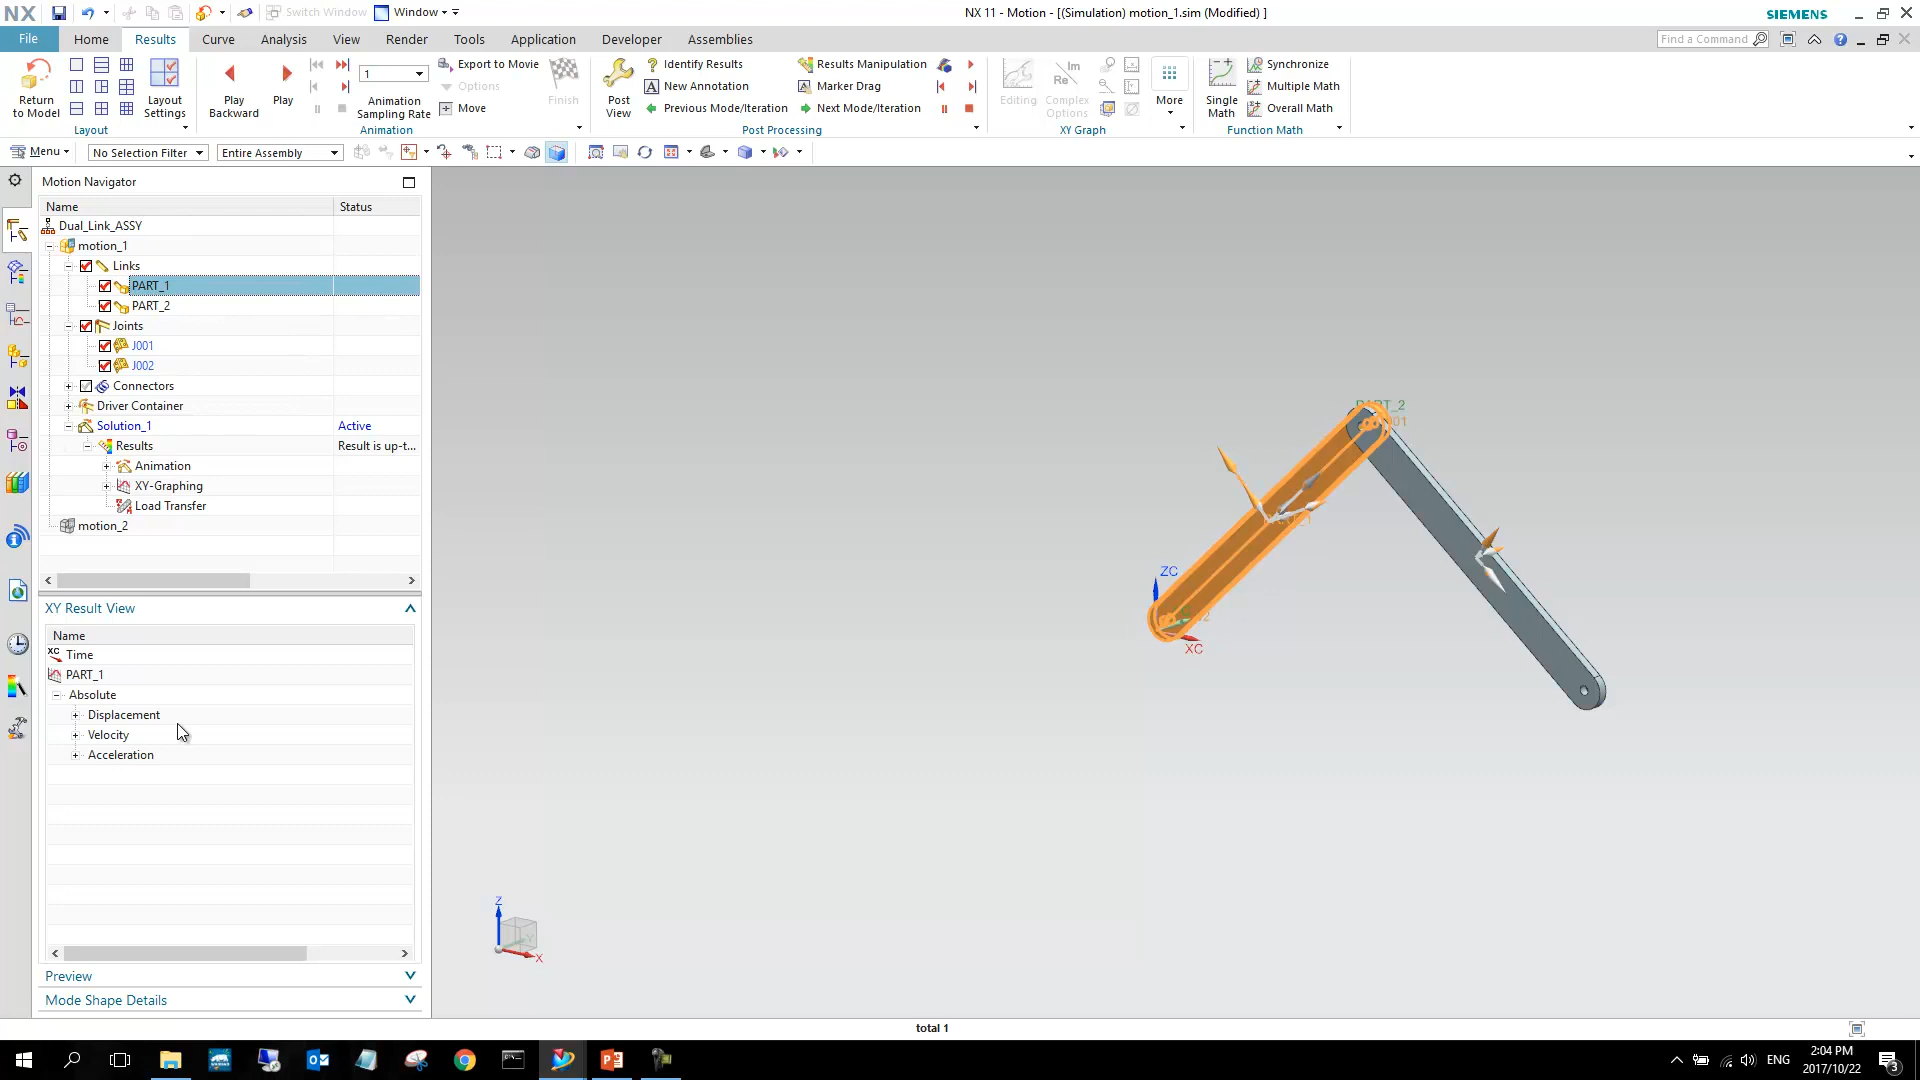 NX
Switch Window
Window
NX 11 - Motion - [(Simulation) motion_1.sim (Modified) ]
SIEMENS
File
Home
Results
Curve
Analysis
View
Render
Tools
Application
Developer
Assemblies
Find a Command
Return to Model
Layout Settings
Layout
Play Backward
Play
1
Animation Sampling Rate
Export to Movie
Options
Move
Finish
Animation
Post View
Identify Results
New Annotation
Previous Mode/Iteration
Results Manipulation
Marker Drag
Next Mode/Iteration
Post Processing
Editing
Re/Im
Complex Options
More
XY Graph
Single Math
Synchronize
Multiple Math
Overall Math
Function Math
Menu
No Selection Filter
Entire Assembly
Motion Navigator
Name
Status
Dual_Link_ASSY
motion_1
Links
PART_1
PART_2
Joints
J001
J002
Connectors
Driver Container
Solution_1
Active
Results
Result is up-t...
Animation
XY-Graphing
Load Transfer
motion_2
XY Result View
Name
XC
Time
PART_1
Absolute
Displacement
Velocity
Acceleration
Preview
Mode Shape Details
PART_2
ZC
XC
Z
X
total 1
ENG
2:04 PM
2017/10/22
3